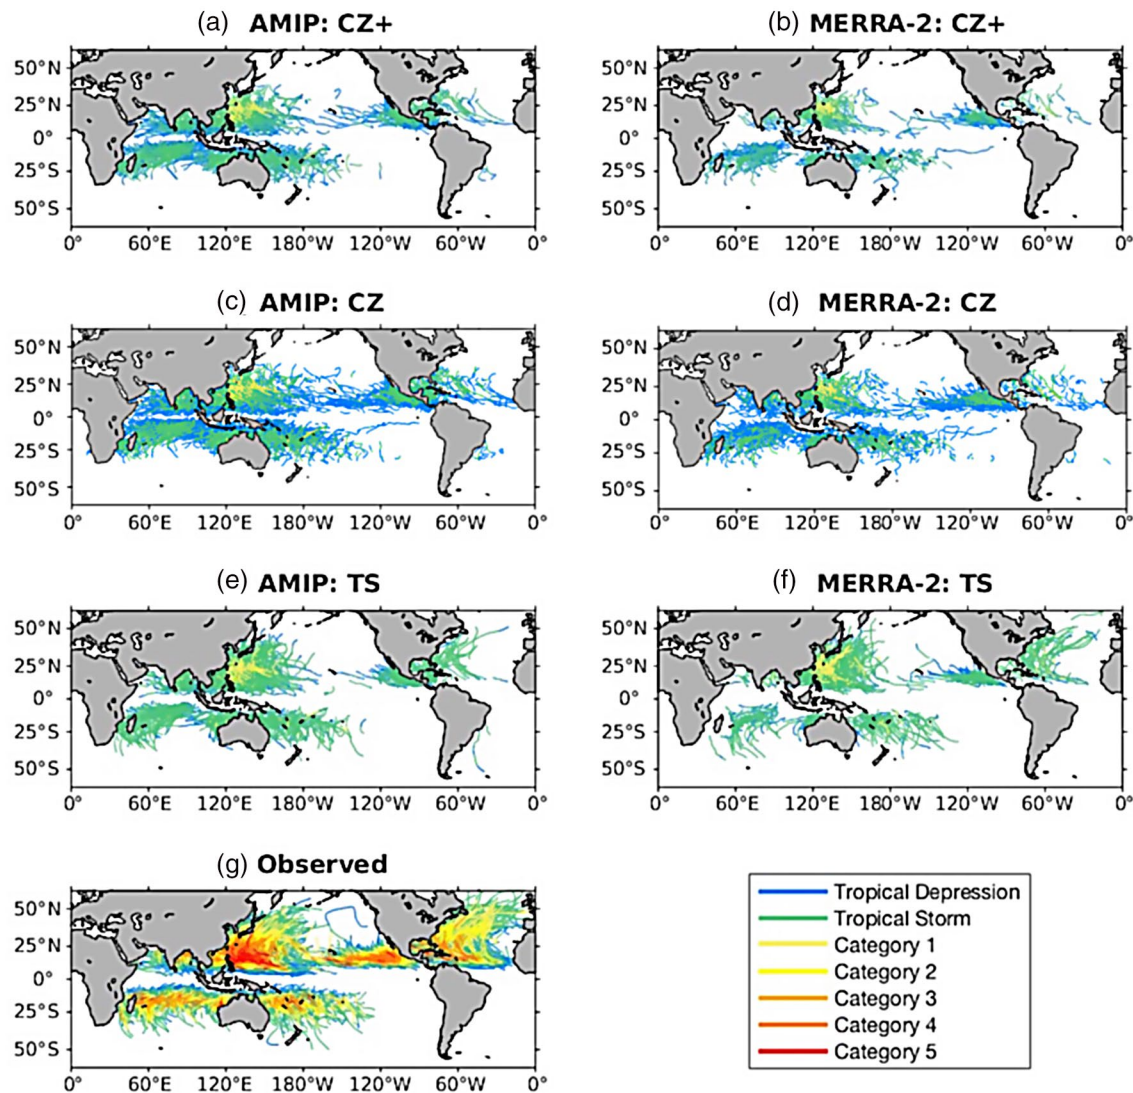 (a) AMIP: CZ+
50°N
25°N
0°
25°S
50°S
0° 60°E 120°E 180°W 120°W 60°W 0°
(b) MERRA-2: CZ+
50°N
25°N
0°
25°S
50°S
0° 60°E 120°E 180°W 120°W 60°W 0°
(c) AMIP: CZ
50°N
25°N
0°
25°S
50°S
0° 60°E 120°E 180°W 120°W 60°W 0°
(d) MERRA-2: CZ
50°N
25°N
0°
25°S
50°S
0° 60°E 120°E 180°W 120°W 60°W 0°
(e) AMIP: TS
50°N
25°N
0°
25°S
50°S
0° 60°E 120°E 180°W 120°W 60°W 0°
(f) MERRA-2: TS
50°N
25°N
0°
25°S
50°S
0° 60°E 120°E 180°W 120°W 60°W 0°
(g) Observed
50°N
25°N
0°
25°S
50°S
0° 60°E 120°E 180°W 120°W 60°W 0°
Tropical Depression
Tropical Storm
Category 1
Category 2
Category 3
Category 4
Category 5